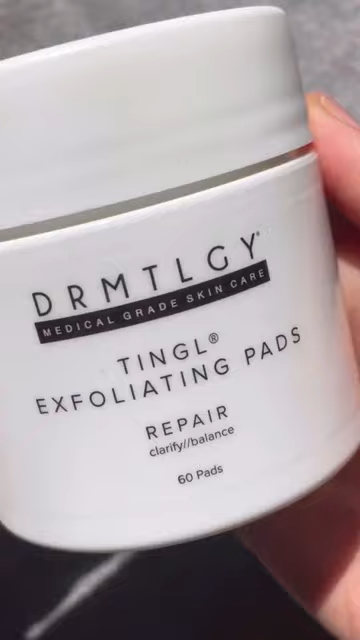 DRMTLGY
MEDICAL GRADE SKIN CARE
TINGL®
EXFOLIATING PADS
REPAIR
clarify//balance
60 Pads